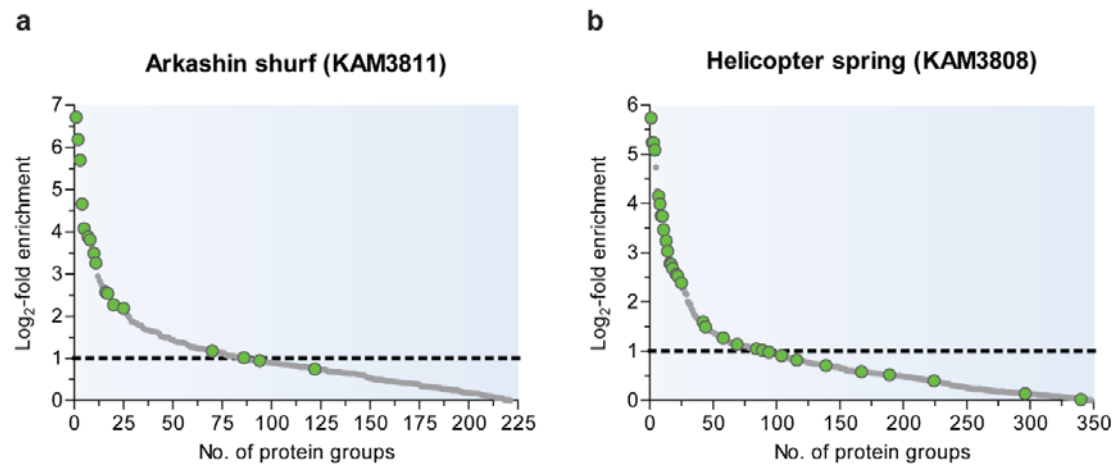 a
Arkashin shurf (KAM3811)
Log₂-fold enrichment
7
6
5
4
3
2
1
0
0 25 50 75 100 125 150 175 200 225
No. of protein groups
b
Helicopter spring (KAM3808)
Log₂-fold enrichment
6
5
4
3
2
1
0
0 50 100 150 200 250 300 350
No. of protein groups